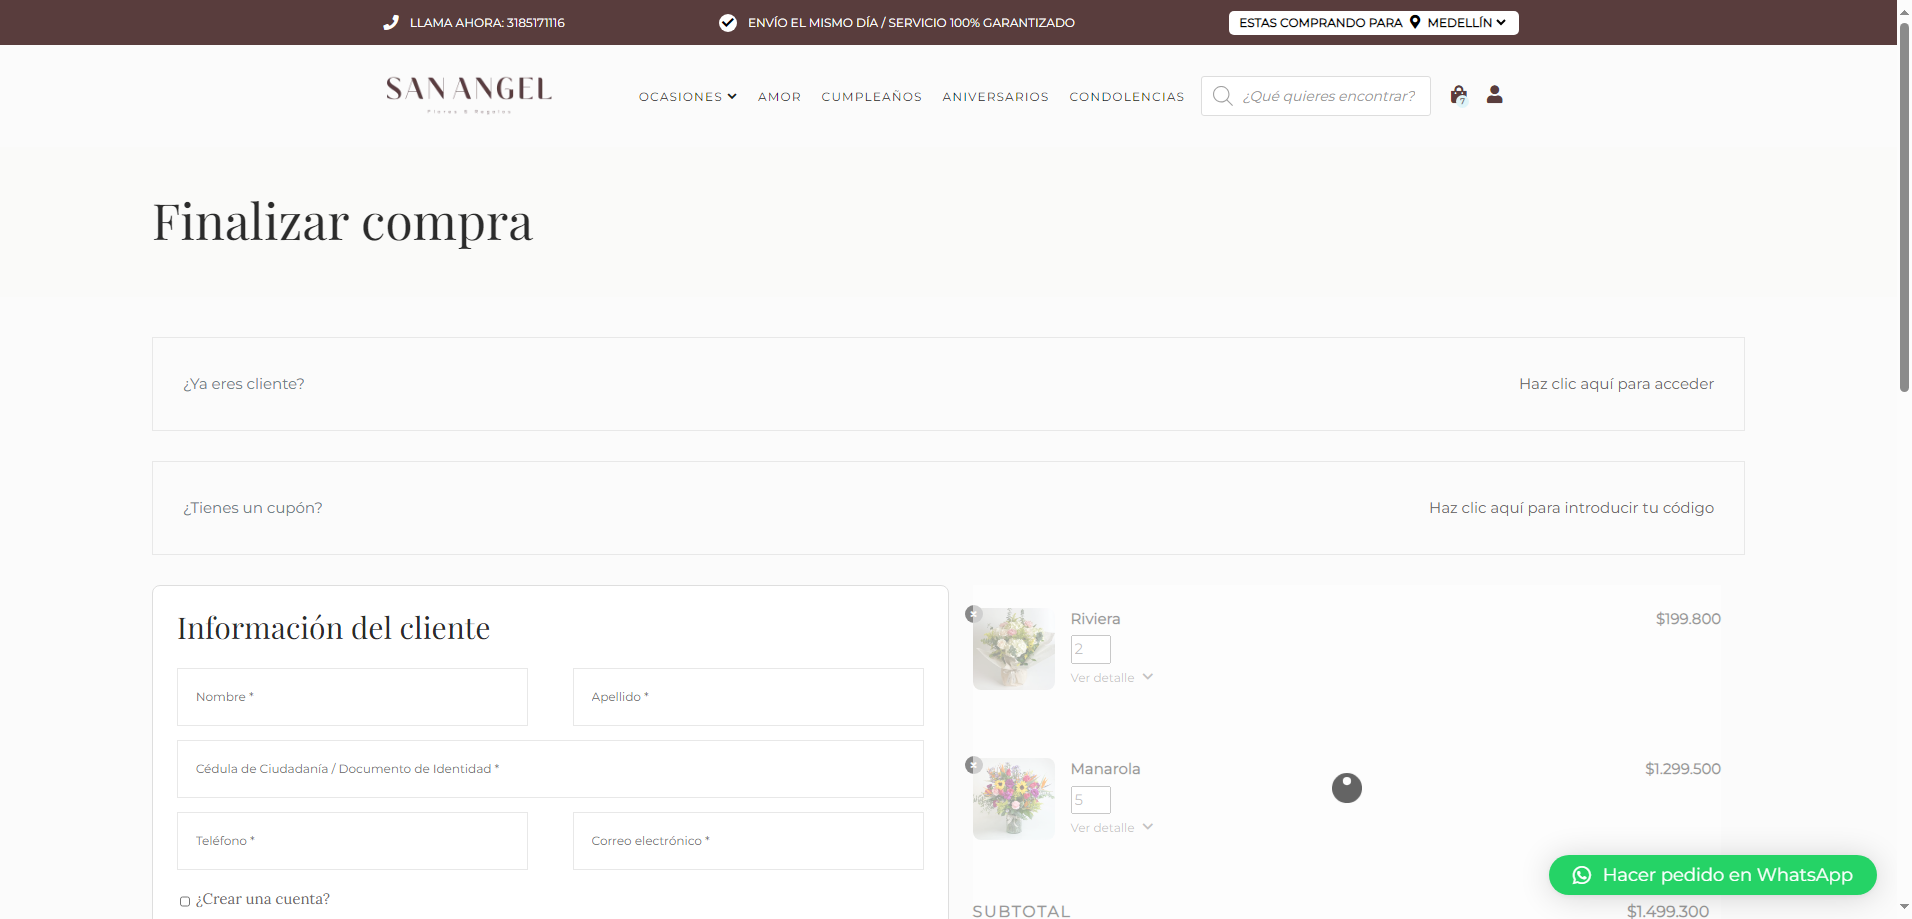 LLAMA AHORA: 3185171116
ENVÍO EL MISMO DÍA / SERVICIO 100% GARANTIZADO
ESTAS COMPRANDO PARA MEDELLÍN
SAN ANGEL
Flores & Regalos
OCASIONES
AMOR
CUMPLEAÑOS
ANIVERSARIOS
CONDOLENCIAS
¿Qué quieres encontrar?
7
Finalizar compra
¿Ya eres cliente?
Haz clic aquí para acceder
¿Tienes un cupón?
Haz clic aquí para introducir tu código
Información del cliente
Nombre *
Apellido *
Cédula de Ciudadanía / Documento de Identidad *
Teléfono *
Correo electrónico *
¿Crear una cuenta?
Riviera
$199.800
2
Ver detalle
Manarola
$1.299.500
5
Ver detalle
SUBTOTAL
$1.499.300
Hacer pedido en WhatsApp